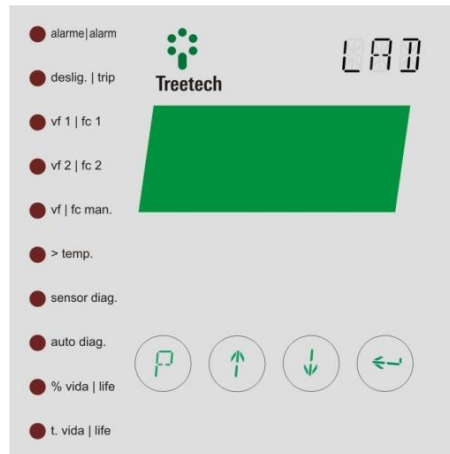 alarme|alarm
deslig. | trip
vf 1 | fc 1
vf 2 | fc 2
vf | fc man.
> temp.
sensor diag.
auto diag.
% vida | life
t. vida | life
Treetech
LAD
P